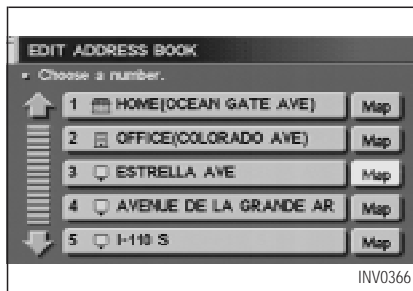 EDIT ADDRESS BOOK
Choose a number.
1 HOME(OCEAN GATE AVE) Map
2 OFFICE(COLORADO AVE) Map
3 ESTRELLA AVE Map
4 AVENUE DE LA GRANDE AR Map
5 I-110 S Map
INV0366